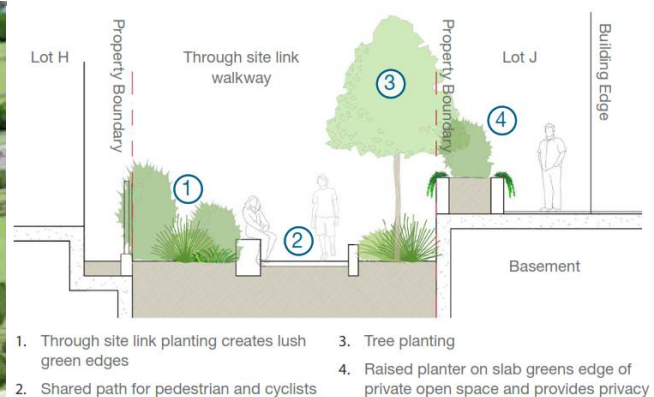 Lot H
Property Boundary
Through site link
walkway
Property Boundary
Lot J
Building Edge
3
4
1
2
Basement
1. Through site link planting creates lush
green edges
2. Shared path for pedestrian and cyclists
3. Tree planting
4. Raised planter on slab greens edge of
private open space and provides privacy